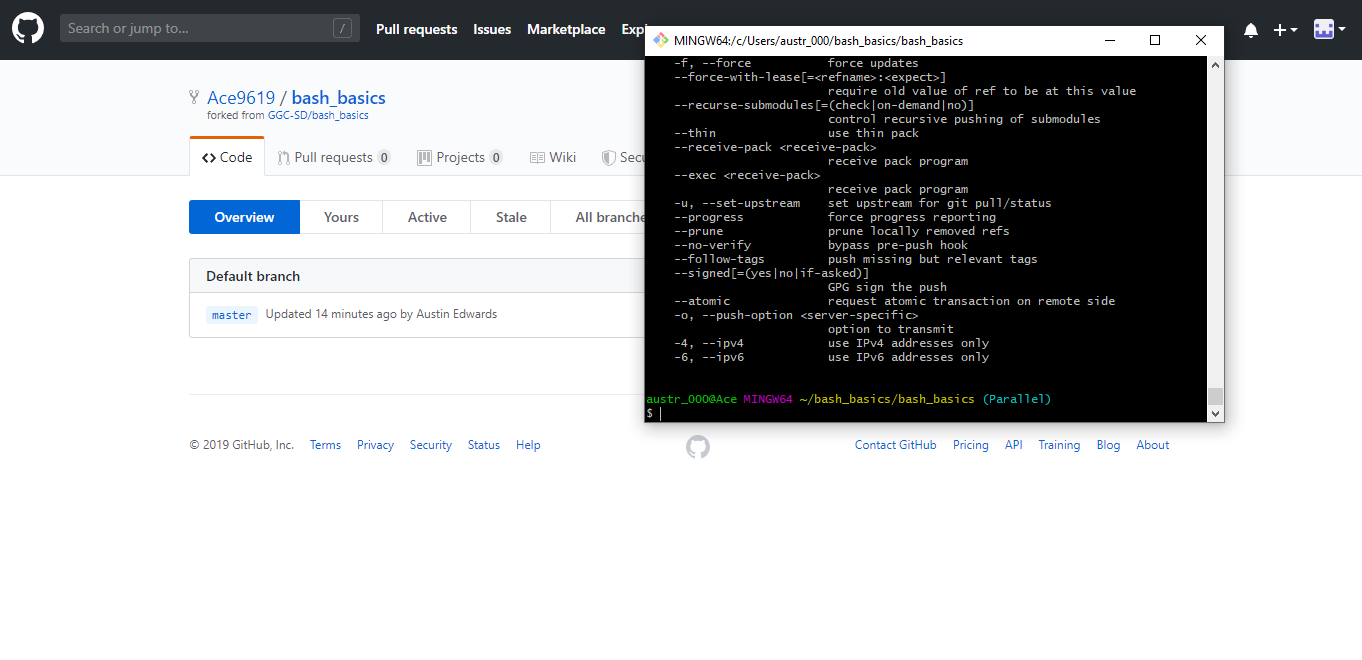 Search or jump to...
/
Pull requests
Issues
Marketplace
Ace9619 / bash_basics
forked from GGC-SD/bash_basics
Code
Pull requests 0
Projects 0
Wiki
Overview
Yours
Active
Stale
Default branch
master Updated 14 minutes ago by Austin Edwards
MINGW64:/c/Users/austr_000/bash_basics/bash_basics
-f, --force force updates
--force-with-lease[=<refname>:<expect>]
require old value of ref to be at this value
--recurse-submodules[=(check|on-demand|no)]
control recursive pushing of submodules
--thin use thin pack
--receive-pack <receive-pack>
receive pack program
--exec <receive-pack>
receive pack program
-u, --set-upstream set upstream for git pull/status
--progress force progress reporting
--prune prune locally removed refs
--no-verify bypass pre-push hook
--follow-tags push missing but relevant tags
--signed[=(yes|no|if-asked)]
GPG sign the push
--atomic request atomic transaction on remote side
-o, --push-option <server-specific>
option to transmit
-4, --ipv4 use IPv4 addresses only
-6, --ipv6 use IPv6 addresses only
austr_000@Ace MINGW64 ~/bash_basics/bash_basics (Parallel)
$
© 2019 GitHub, Inc.
Terms
Privacy
Security
Status
Help
Contact GitHub
Pricing
API
Training
Blog
About